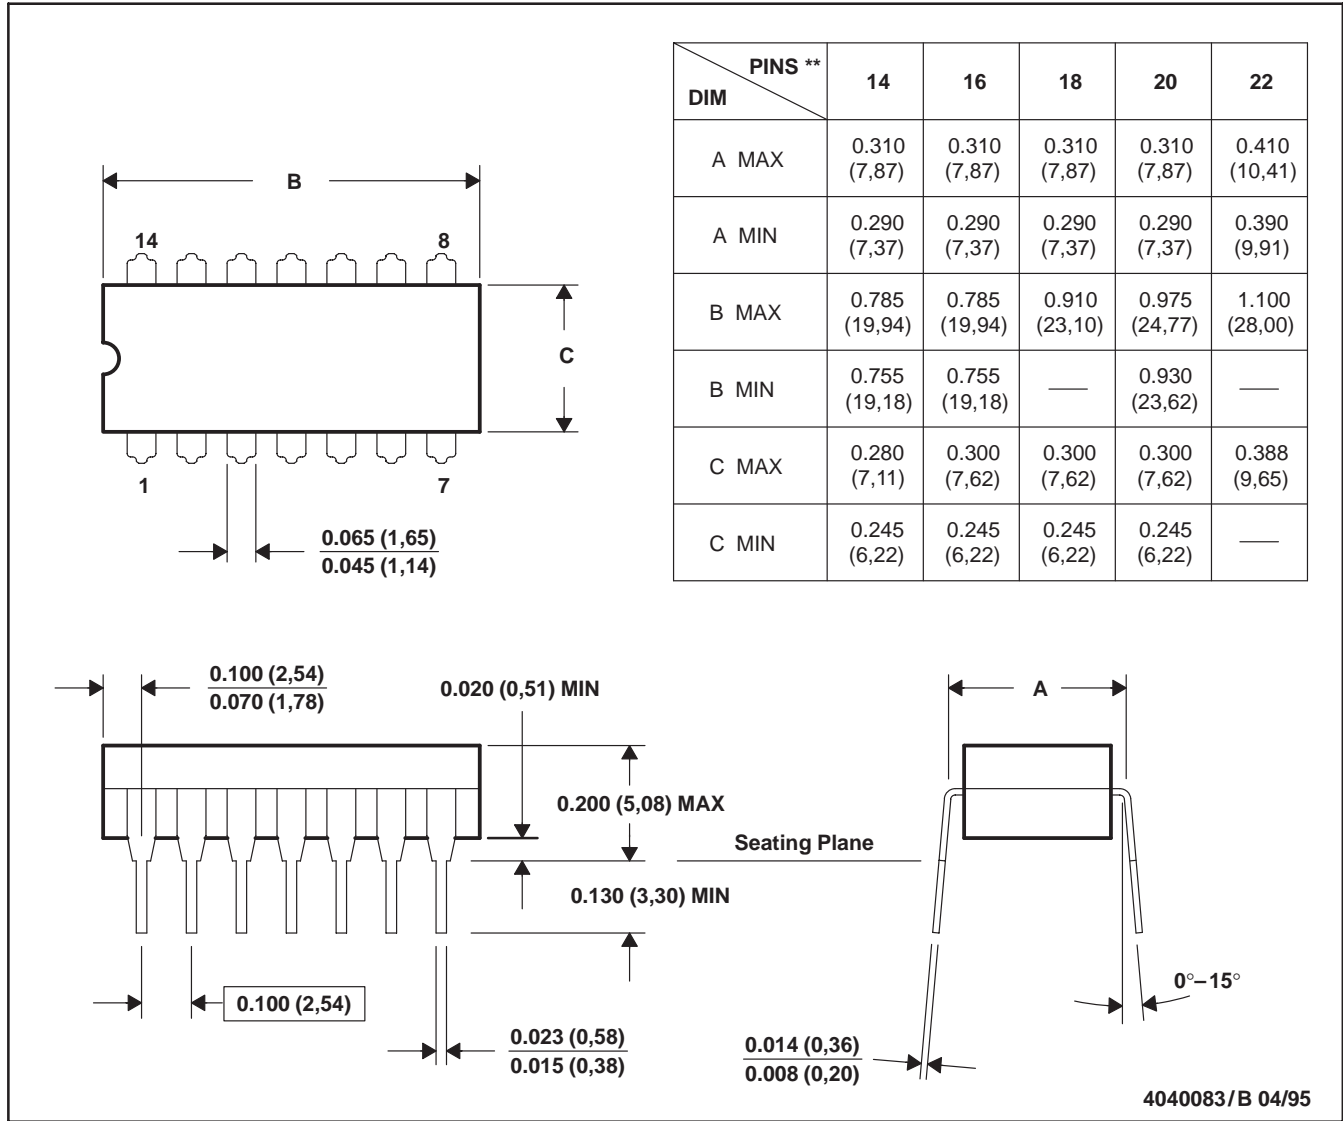 PINS **
DIM
14 16 18 20 22
A MAX 0.310 (7,87) 0.310 (7,87) 0.310 (7,87) 0.310 (7,87) 0.410 (10,41)
A MIN 0.290 (7,37) 0.290 (7,37) 0.290 (7,37) 0.290 (7,37) 0.390 (9,91)
B MAX 0.785 (19,94) 0.785 (19,94) 0.910 (23,10) 0.975 (24,77) 1.100 (28,00)
B MIN 0.755 (19,18) 0.755 (19,18) — 0.930 (23,62) —
C MAX 0.280 (7,11) 0.300 (7,62) 0.300 (7,62) 0.300 (7,62) 0.388 (9,65)
C MIN 0.245 (6,22) 0.245 (6,22) 0.245 (6,22) 0.245 (6,22) —
B
14 8
C
1 7
0.065 (1,65)
0.045 (1,14)
0.100 (2,54)
0.070 (1,78)
0.020 (0,51) MIN
A
0.200 (5,08) MAX
Seating Plane
0.130 (3,30) MIN
0.100 (2,54)
0°–15°
0.023 (0,58)
0.015 (0,38)
0.014 (0,36)
0.008 (0,20)
4040083/B 04/95